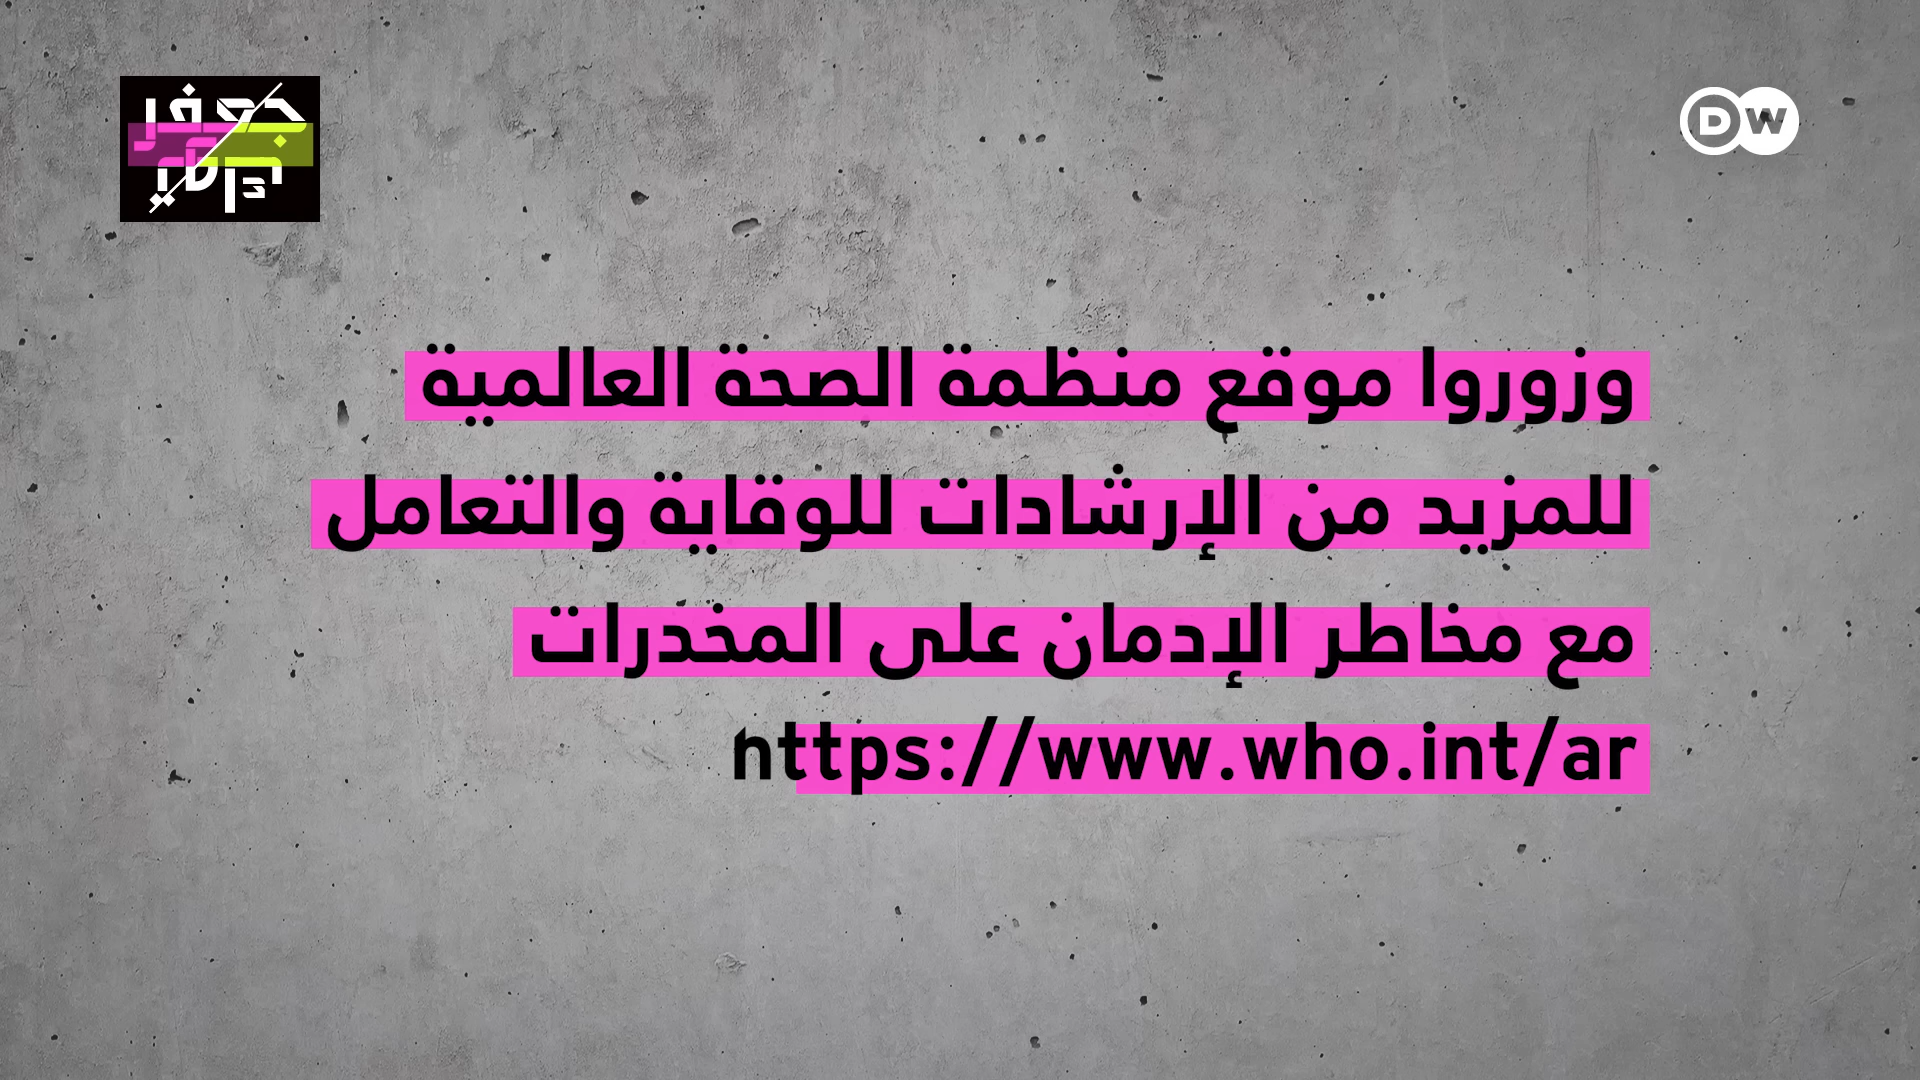 جعفر
توك
DW
وزوروا موقع منظمة الصحة العالمية
للمزيد من الإرشادات للوقاية والتعامل
مع مخاطر الإدمان على المخدرات
https://www.who.int/ar